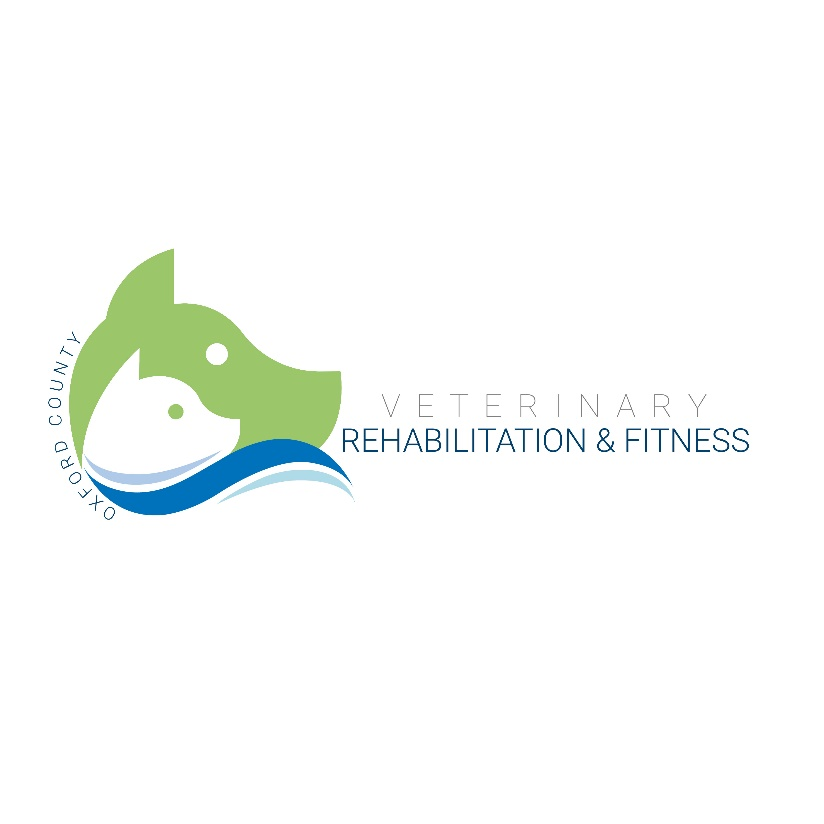 OXFORD COUNTY
VETERINARY
REHABILITATION & FITNESS